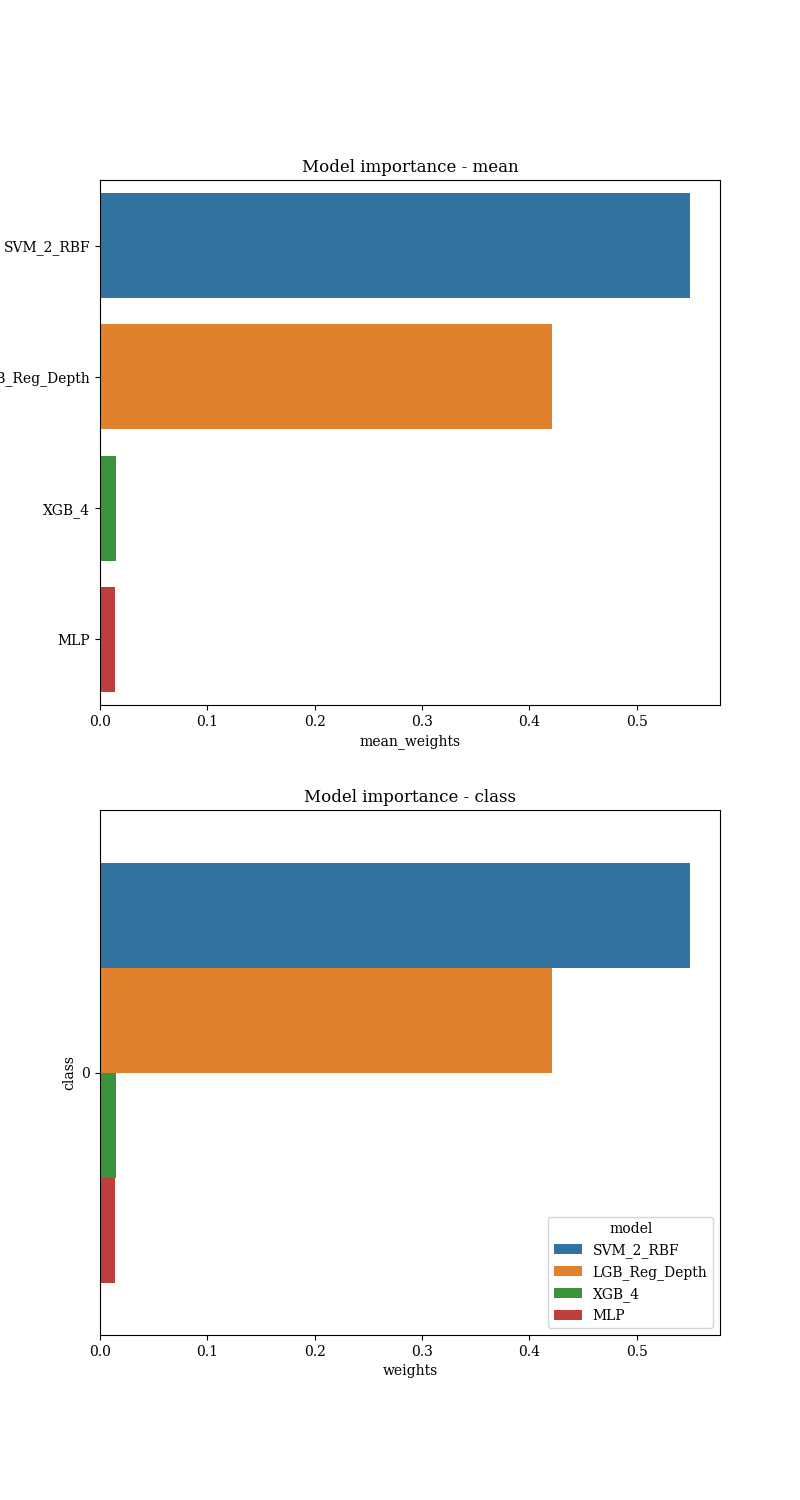 Model importance - mean
SVM_2_RBF
B_Reg_Depth
XGB_4
MLP
0.0 0.1 0.2 0.3 0.4 0.5
mean_weights
Model importance - class
class
0
model
SVM_2_RBF
LGB_Reg_Depth
XGB_4
MLP
0.0 0.1 0.2 0.3 0.4 0.5
weights